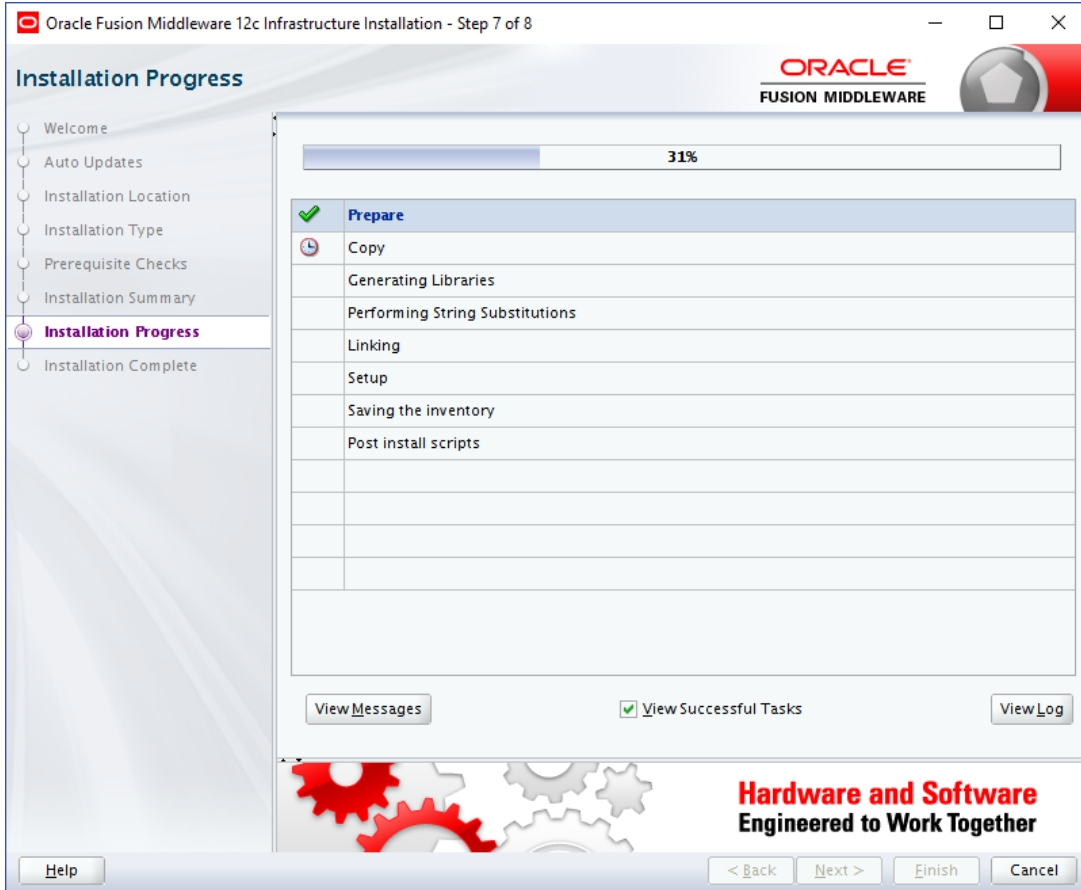 Oracle Fusion Middleware 12c Infrastructure Installation - Step 7 of 8
Installation Progress
ORACLE
FUSION MIDDLEWARE
Welcome
Auto Updates
Installation Location
Installation Type
Prerequisite Checks
Installation Summary
Installation Progress
Installation Complete
31%
Prepare
Copy
Generating Libraries
Performing String Substitutions
Linking
Setup
Saving the inventory
Post install scripts
View Messages
View Successful Tasks
View Log
Hardware and Software
Engineered to Work Together
Help
< Back
Next >
Finish
Cancel